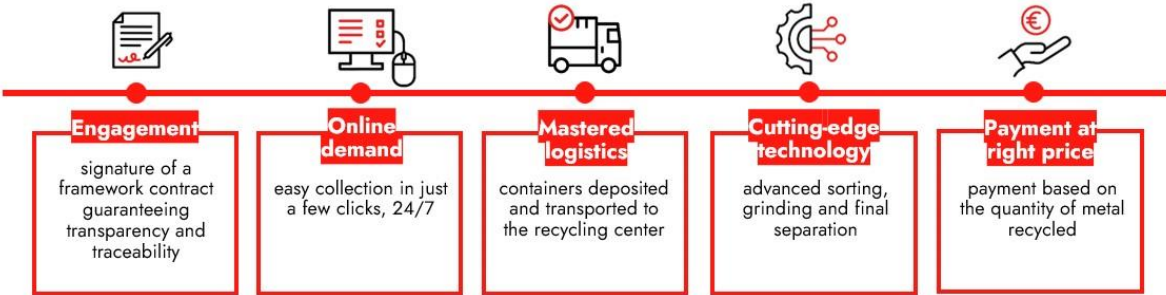 €
Engagement
signature of a
framework contract
guaranteeing
transparency and
traceability
Online
demand
easy collection in just
a few clicks, 24/7
Mastered
logistics
containers deposited
and transported to
the recycling center
Cutting-edge
technology
advanced sorting,
grinding and final
separation
Payment at
right price
payment based on
the quantity of metal
recycled